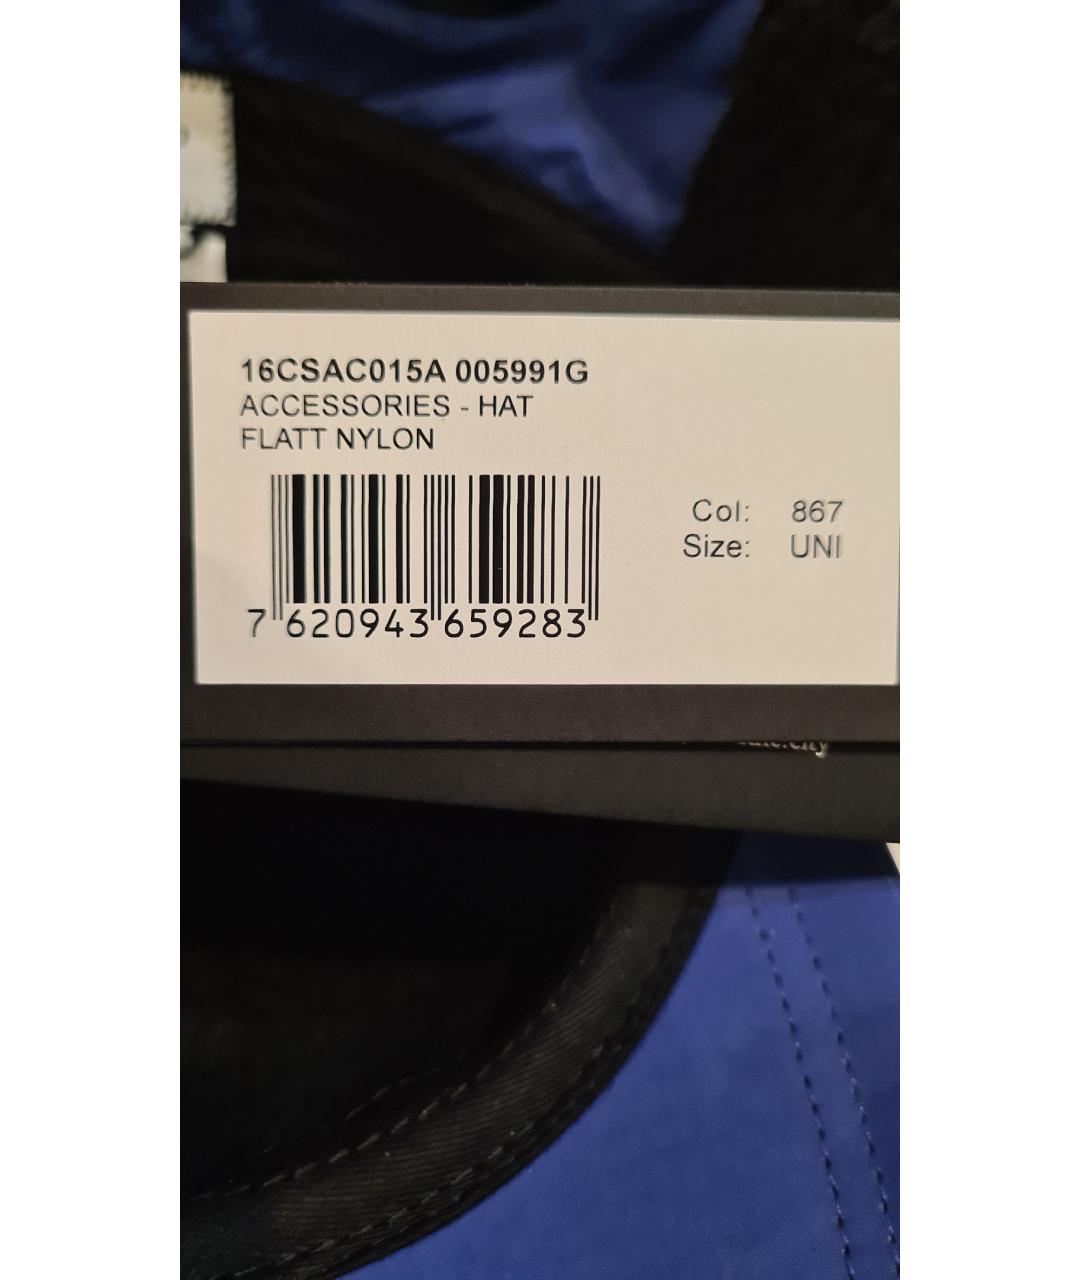 16CSAC015A 005991G
ACCESSORIES - HAT
FLATT NYLON
Col: 867
Size: UNI
7 620943 659283